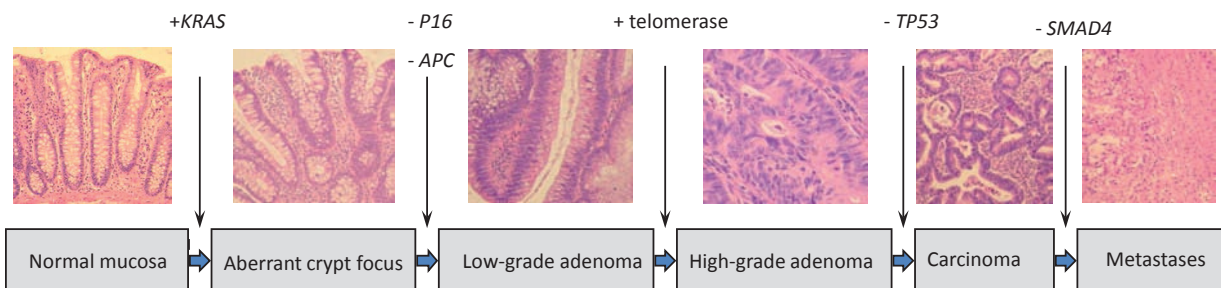 +KRAS
- P16
+ telomerase
- TP53
- SMAD4
- APC
Normal mucosa
Aberrant crypt focus
Low-grade adenoma
High-grade adenoma
Carcinoma
Metastases